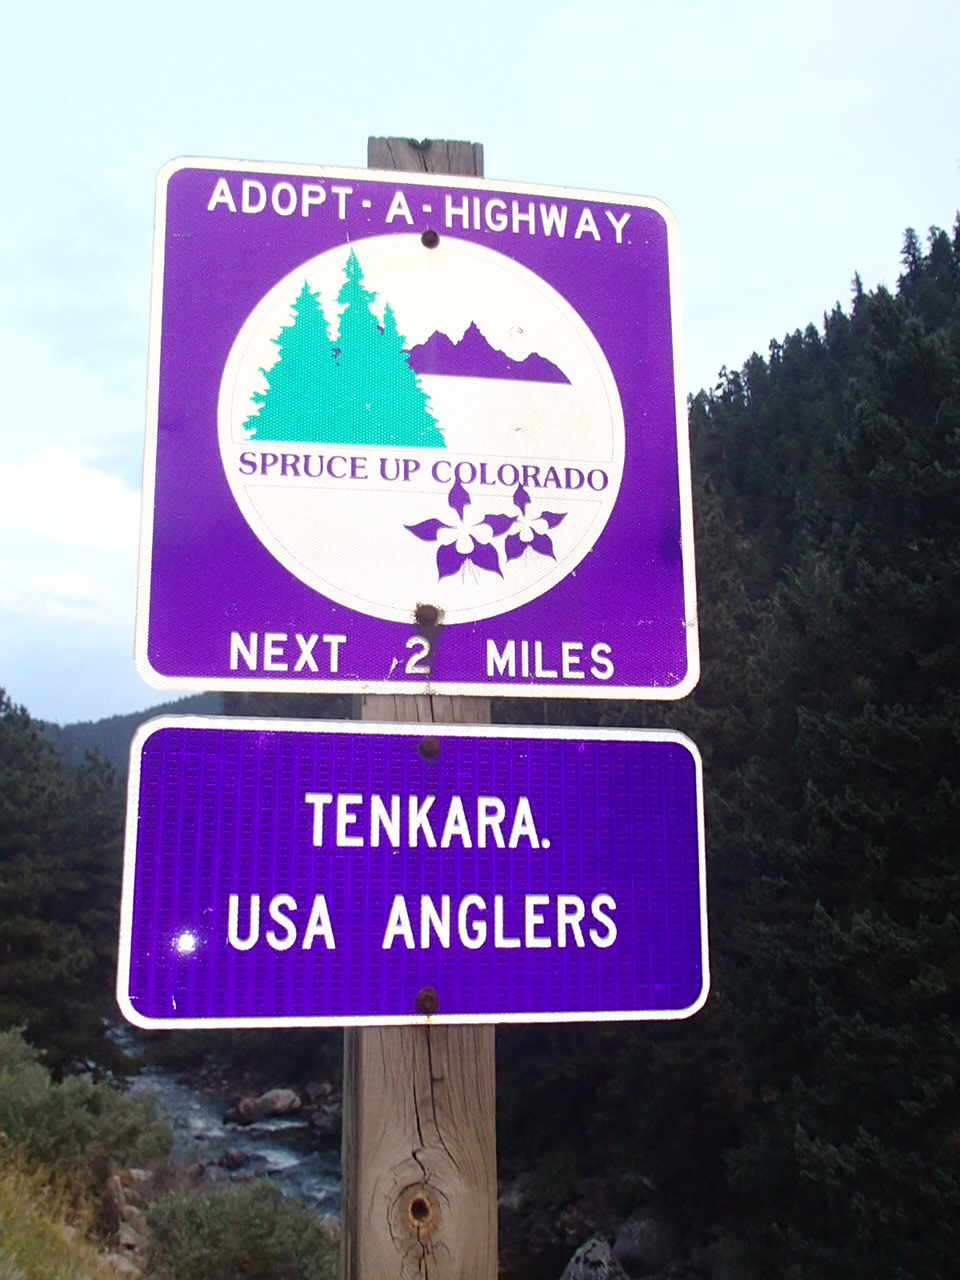 ADOPT-A-HIGHWAY
SPRUCE UP COLORADO
NEXT 2 MILES
TENKARA.
USA ANGLERS